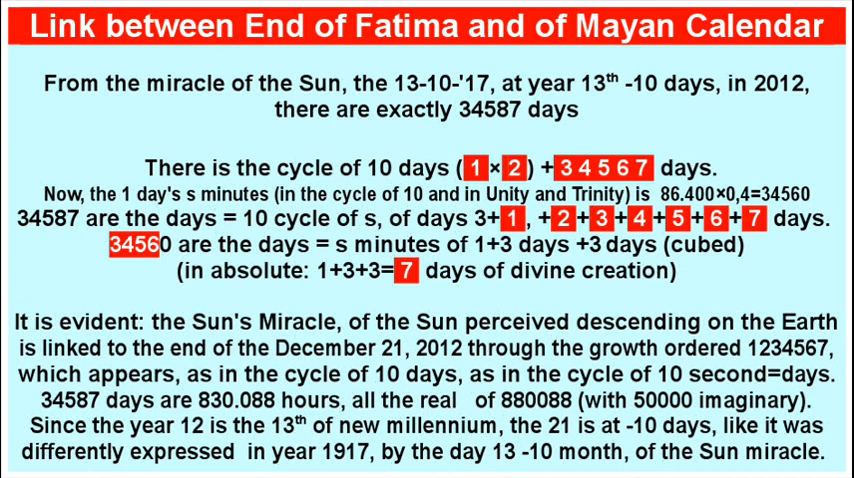 Link between End of Fatima and of Mayan Calendar
From the miracle of the Sun, the 13-10-'17, at year 13th -10 days, in 2012,
there are exactly 34587 days
There is the cycle of 10 days (1×2) +3 4 5 6 7 days.
Now, the 1 day's s minutes (in the cycle of 10 and in Unity and Trinity) is 86.400×0,4=34560
34587 are the days = 10 cycle of s, of days 3+1, +2+3+4+5+6+7 days.
34560 are the days = s minutes of 1+3 days +3 days (cubed)
(in absolute: 1+3+3=7 days of divine creation)
It is evident: the Sun's Miracle, of the Sun perceived descending on the Earth
is linked to the end of the December 21, 2012 through the growth ordered 1234567,
which appears, as in the cycle of 10 days, as in the cycle of 10 second=days.
34587 days are 830.088 hours, all the real of 880088 (with 50000 imaginary).
Since the year 12 is the 13th of new millennium, the 21 is at -10 days, like it was
differently expressed in year 1917, by the day 13 -10 month, of the Sun miracle.